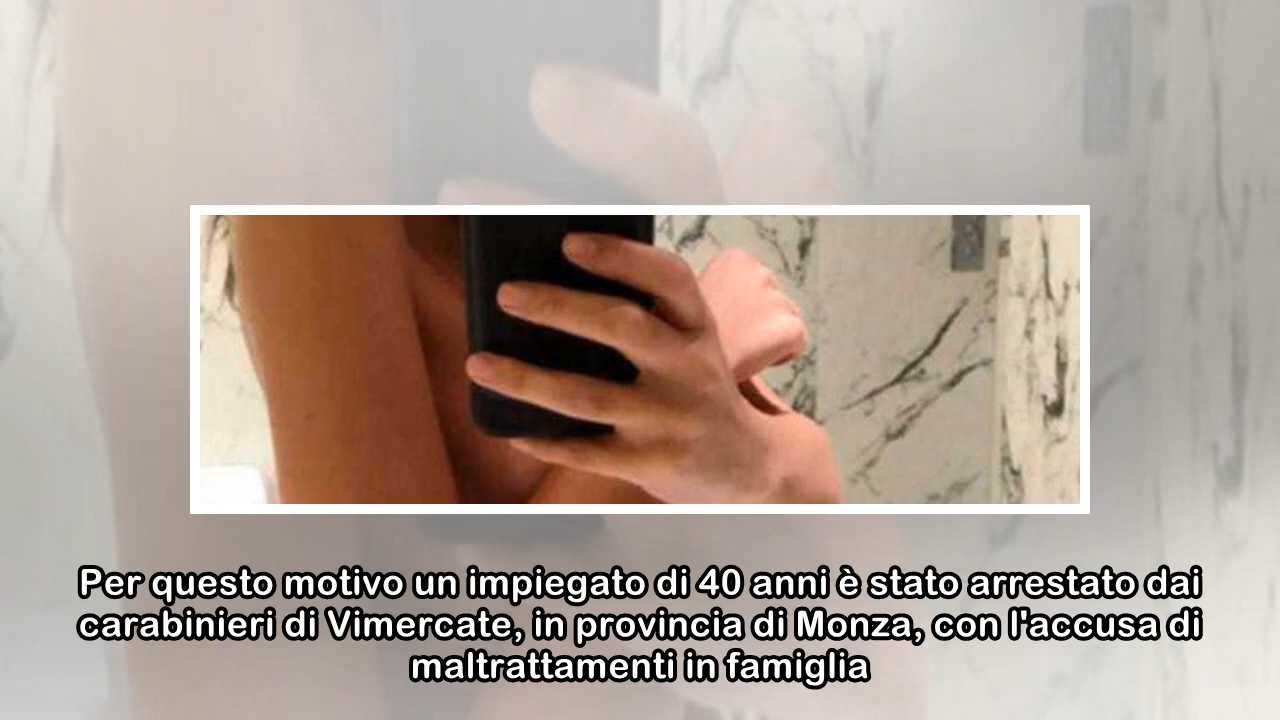 Per questo motivo un impiegato di 40 anni è stato arrestato dai
carabinieri di Vimercate, in provincia di Monza, con l'accusa di
maltrattamenti in famiglia